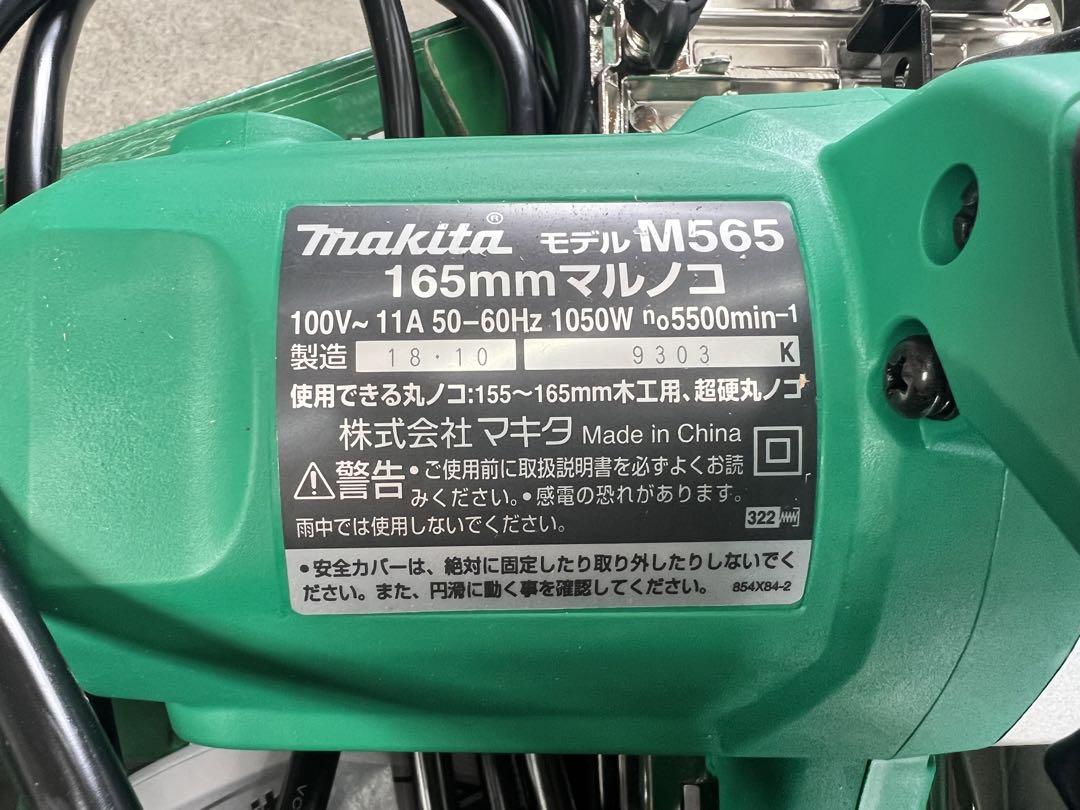 makita® モデル M565
165mmマルノコ
100V~ 11A 50-60Hz 1050W n₀5500min⁻¹
製造 18・10 9303 K
使用できる丸ノコ:155~165mm木工用、超硬丸ノコ
株式会社マキタ Made in China
⚠警告・ご使用前に取扱説明書を必ずよくお読
みください。・感電の恐れがあります。
雨中では使用しないでください。
322
・安全カバーは、絶対に固定したり取り外したりしないでく
ださい。また、円滑に動く事を確認してください。 854X84-2